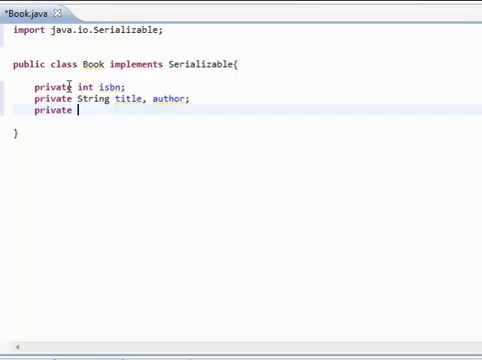 *Book.java
import java.io.Serializable;
public class Book implements Serializable{
private int isbn;
private String title, author;
private
}